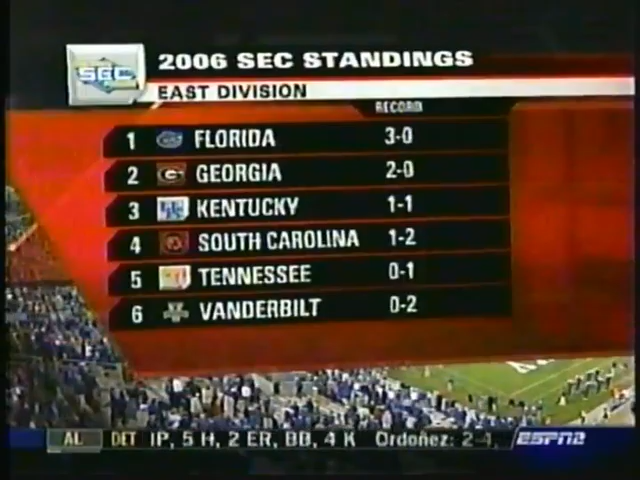 SEC
2006 SEC STANDINGS
EAST DIVISION
RECORD
1 FLORIDA 3-0
2 G GEORGIA 2-0
3 UK KENTUCKY 1-1
4 SOUTH CAROLINA 1-2
5 T TENNESSEE 0-1
6 V VANDERBILT 0-2
AL DET IP, 5 H, 2 ER, BB, 4 K Ordoñez: 2-4, ESPN2